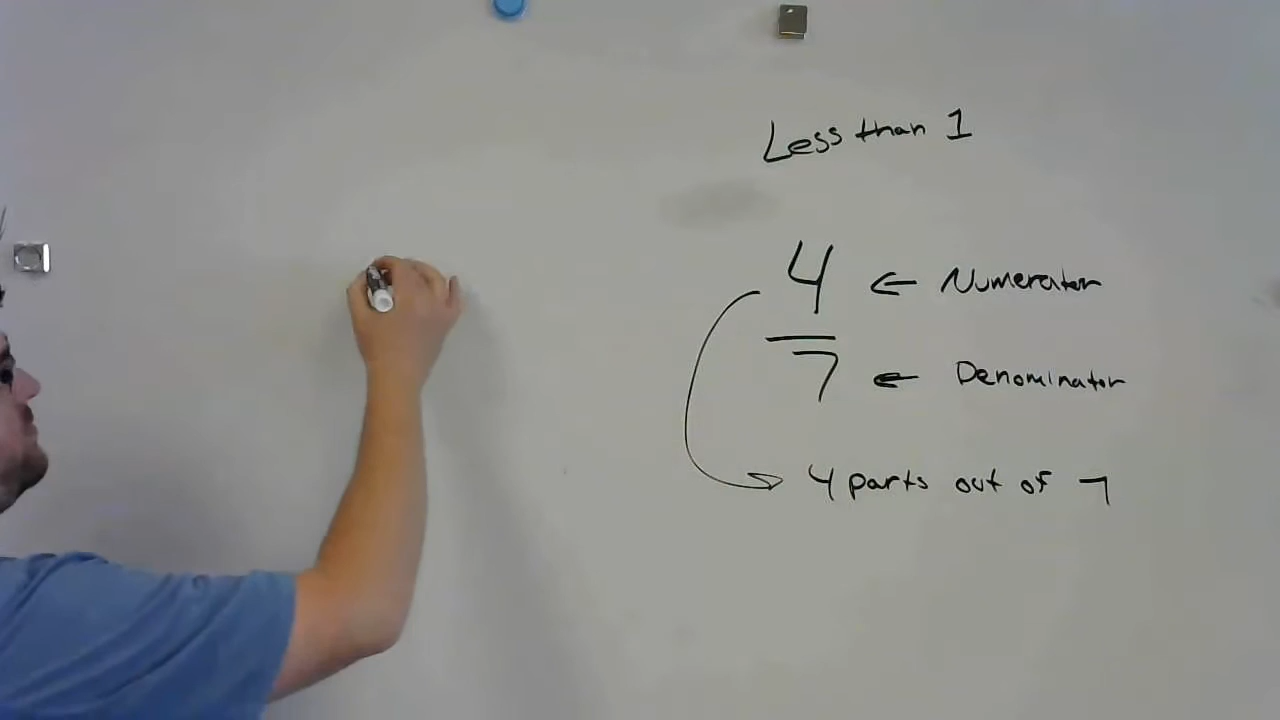 Less than 1
4 ← Numerator
7 ← Denominator
4 parts out of 7